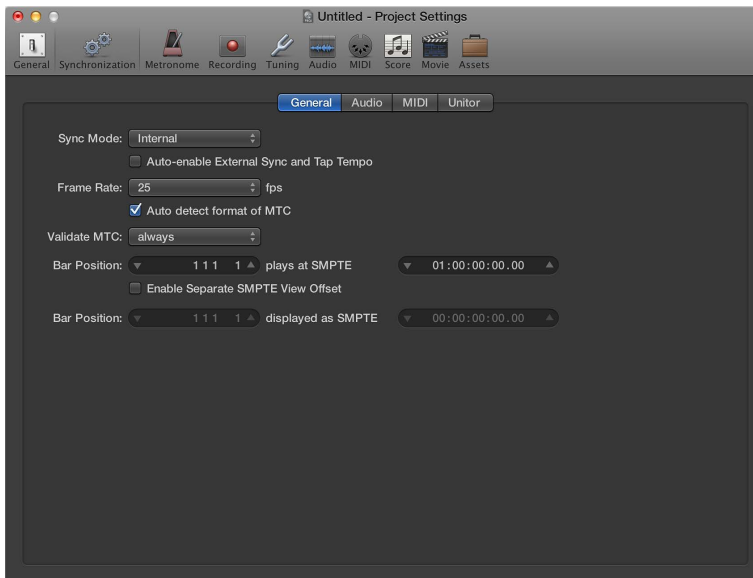 Untitled - Project Settings
General Synchronization Metronome Recording Tuning Audio MIDI Score Movie Assets
General Audio MIDI Unitor
Sync Mode: Internal
Auto-enable External Sync and Tap Tempo
Frame Rate: 25 fps
Auto detect format of MTC
Validate MTC: always
Bar Position: 1 1 1 1 plays at SMPTE 01:00:00:00.00
Enable Separate SMPTE View Offset
Bar Position: 1 1 1 1 displayed as SMPTE 00:00:00:00.00